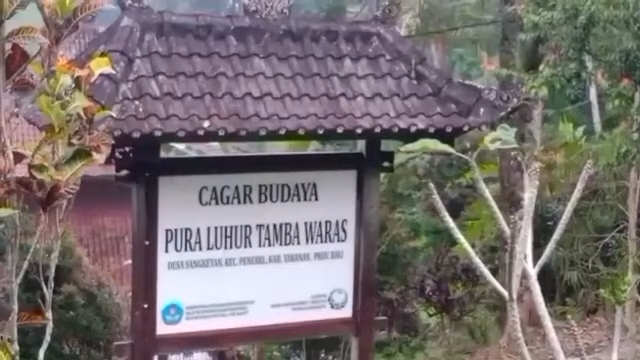 CAGAR BUDAYA
PURA LUHUR TAMBA WARAS
DESA SANGKETAN, KEC. PENEBEL, KAB. TABANAN, PROV. BALI